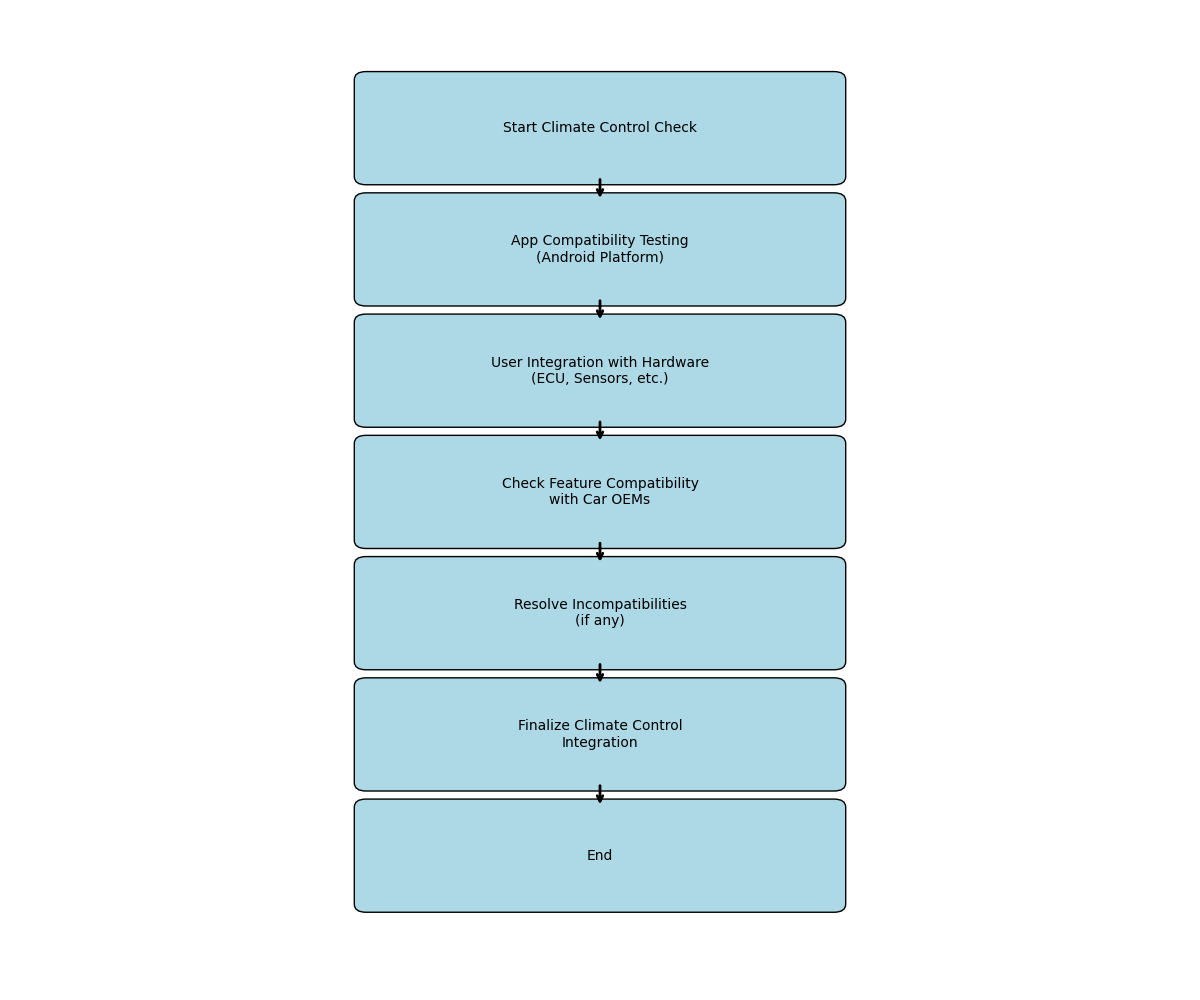 Start Climate Control Check
App Compatibility Testing
(Android Platform)
User Integration with Hardware
(ECU, Sensors, etc.)
Check Feature Compatibility
with Car OEMs
Resolve Incompatibilities
(if any)
Finalize Climate Control
Integration
End